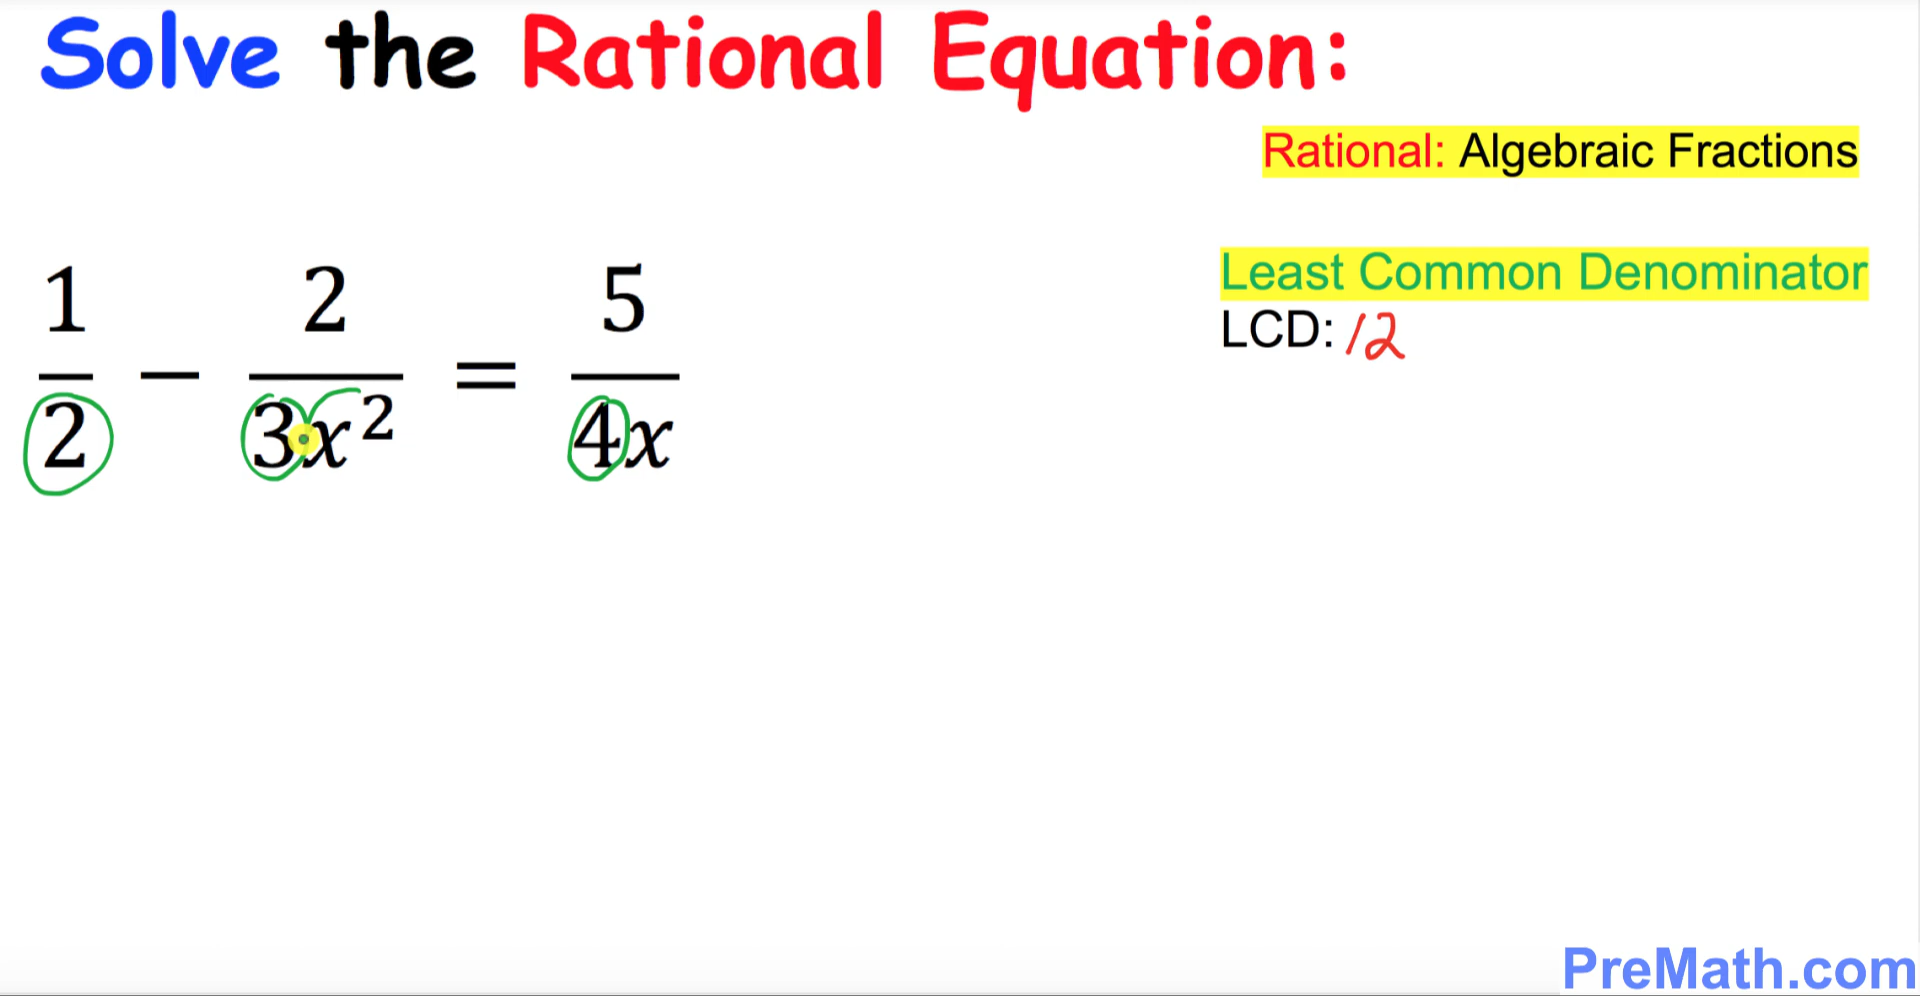 Solve the Rational Equation:
Rational: Algebraic Fractions
Least Common Denominator
LCD: 12
1/2 − 2/3x² = 5/4x
PreMath.com